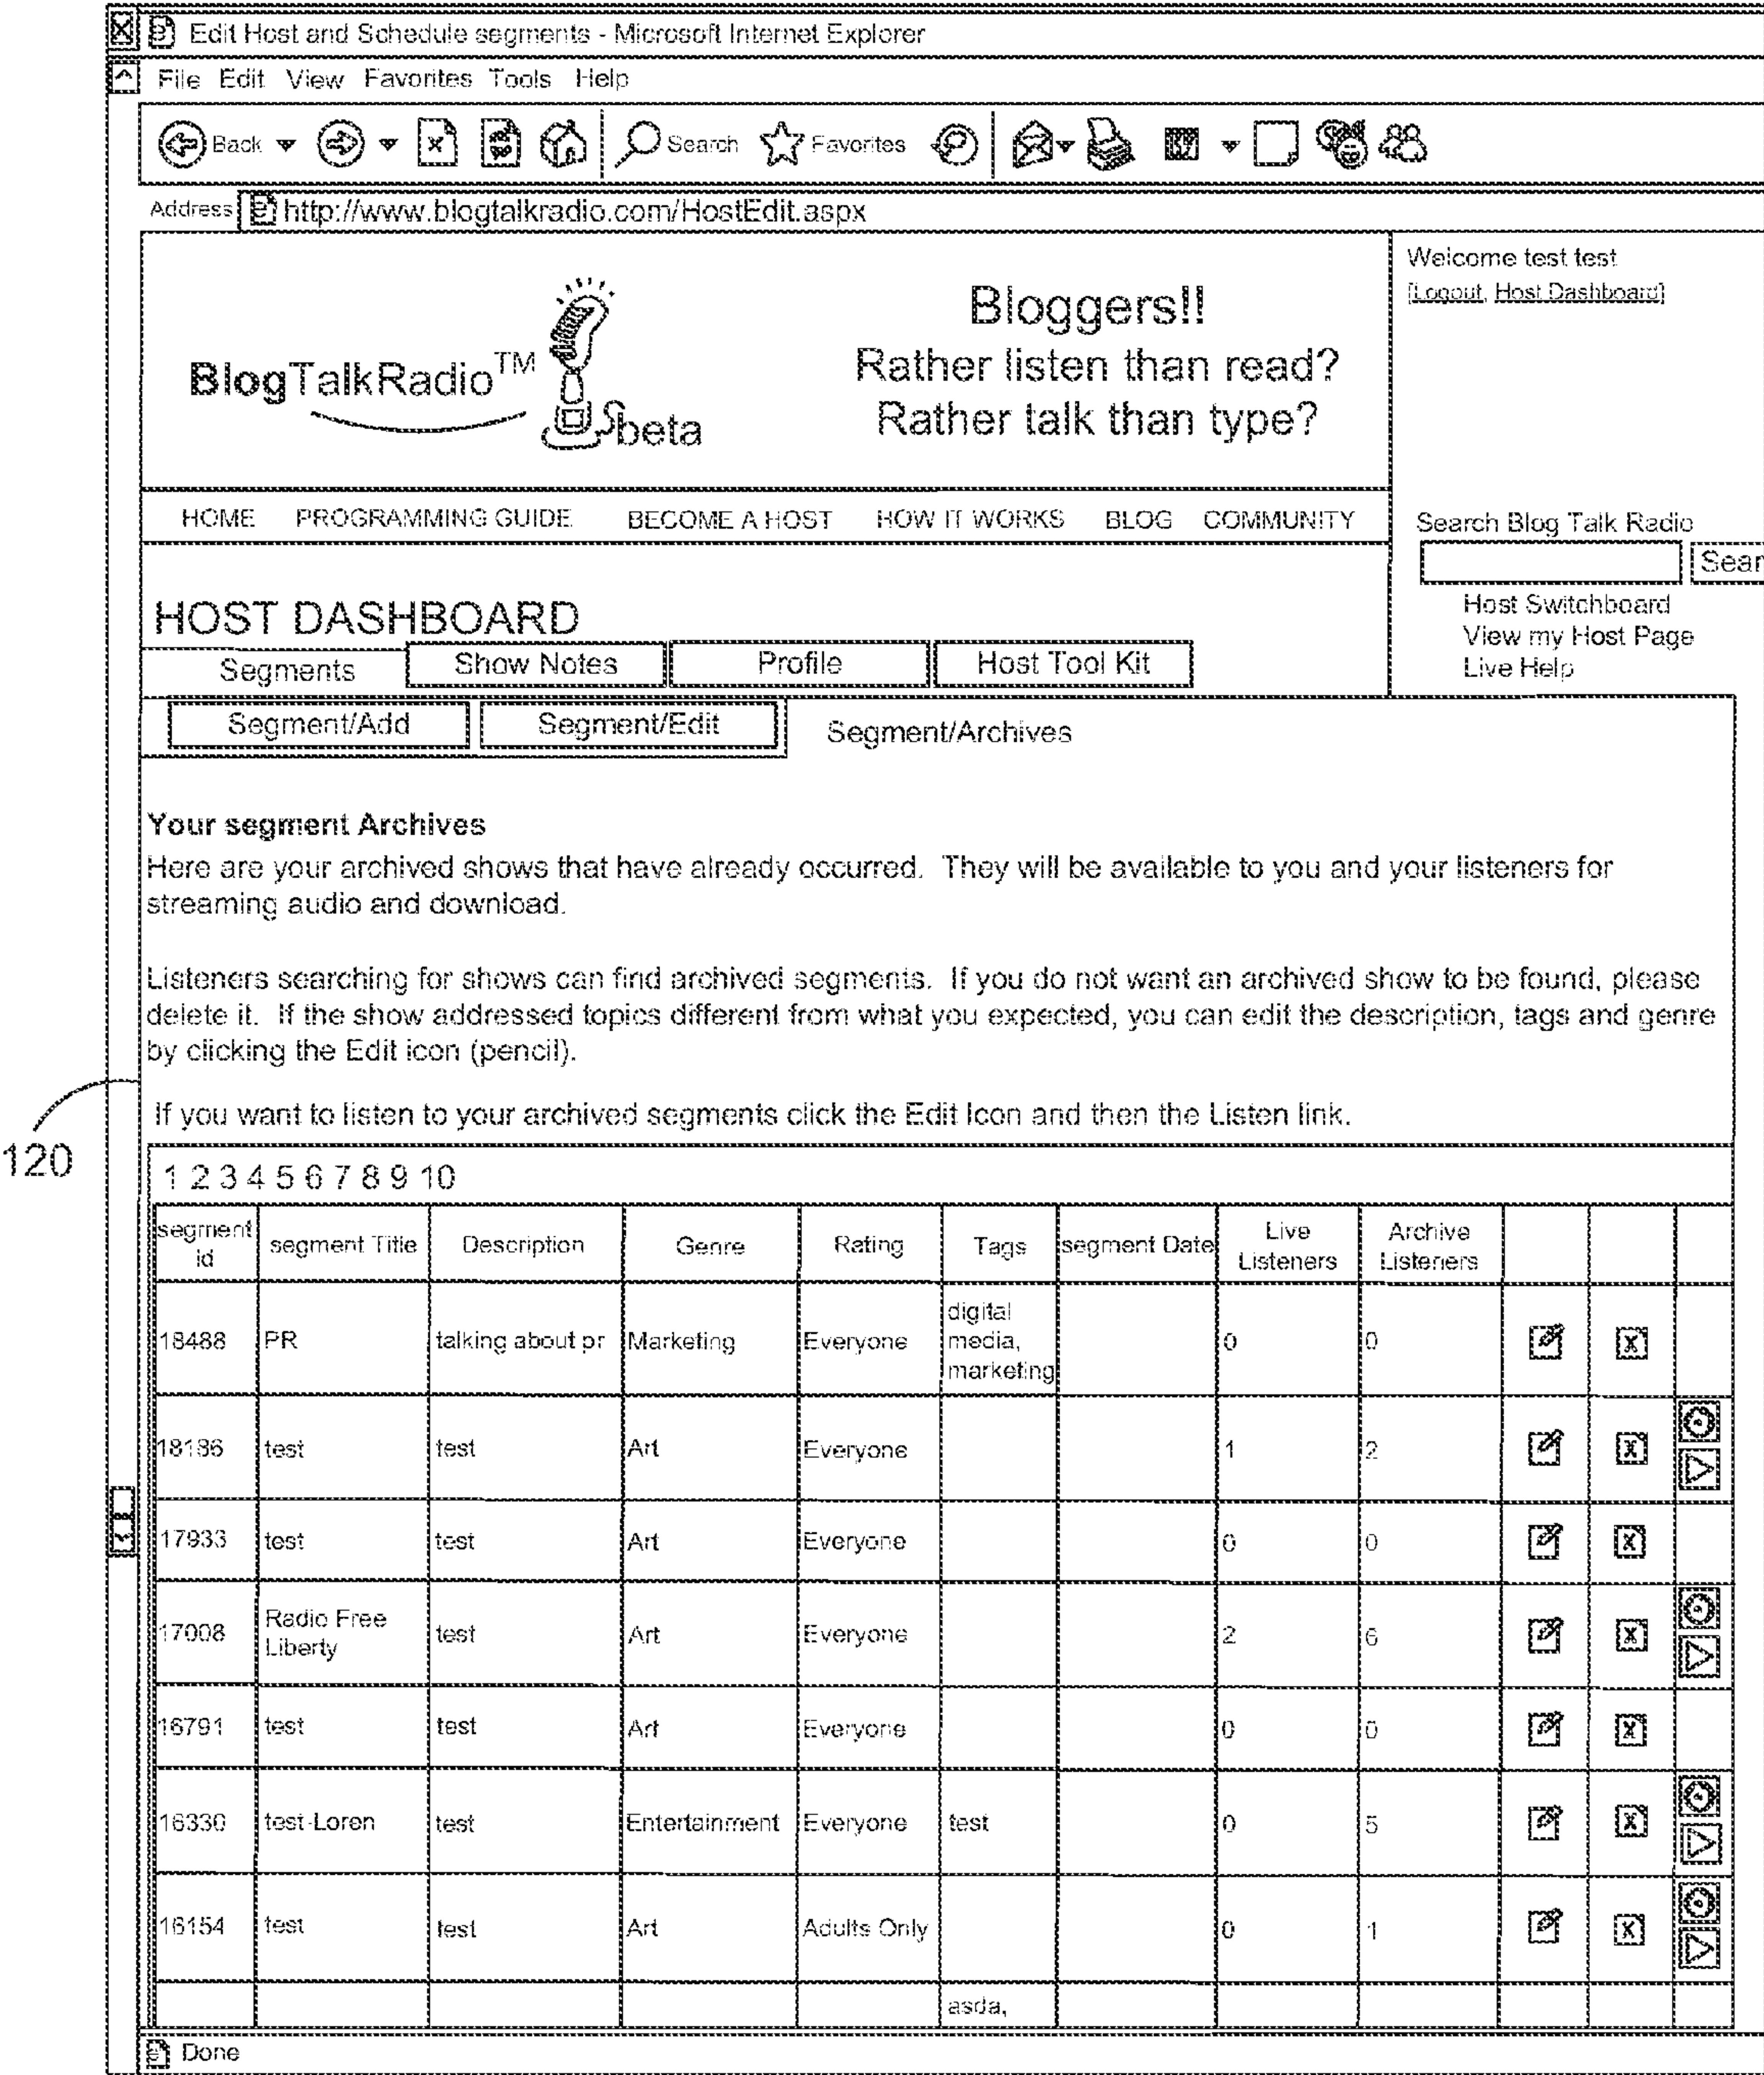 Edit Host and Schedule segments - Microsoft Internet Explorer
File Edit View Favorites Tools Help
Back Search Favorites
Address http://www.blogtalkradio.com/HostEdit.aspx
Welcome test test
[Logout, Host Dashboard]
BlogTalkRadio™ beta
Bloggers!!
Rather listen than read?
Rather talk than type?
HOME PROGRAMMING GUIDE BECOME A HOST HOW IT WORKS BLOG COMMUNITY
Search Blog Talk Radio
Sear
Host Switchboard
View my Host Page
Live Help
HOST DASHBOARD
Segments Show Notes Profile Host Tool Kit
Segment/Add Segment/Edit Segment/Archives
Your segment Archives
Here are your archived shows that have already occurred. They will be available to you and your listeners for
streaming audio and download.
Listeners searching for shows can find archived segments. If you do not want an archived show to be found, please
delete it. If the show addressed topics different from what you expected, you can edit the description, tags and genre
by clicking the Edit icon (pencil).
If you want to listen to your archived segments click the Edit Icon and then the Listen link.
120
1 2 3 4 5 6 7 8 9 10
segment id segment Title Description Genre Rating Tags segment Date Live Listeners Archive Listeners
18488 PR talking about pr Marketing Everyone digital media, marketing 0 0
18186 test test Art Everyone 1 2
17933 test test Art Everyone 0 0
17008 Radio Free Liberty test Art Everyone 2 6
16791 test test Art Everyone 0 0
16330 test-Loren test Entertainment Everyone test 0 5
16154 test test Art Adults Only 0 1
asda,
Done